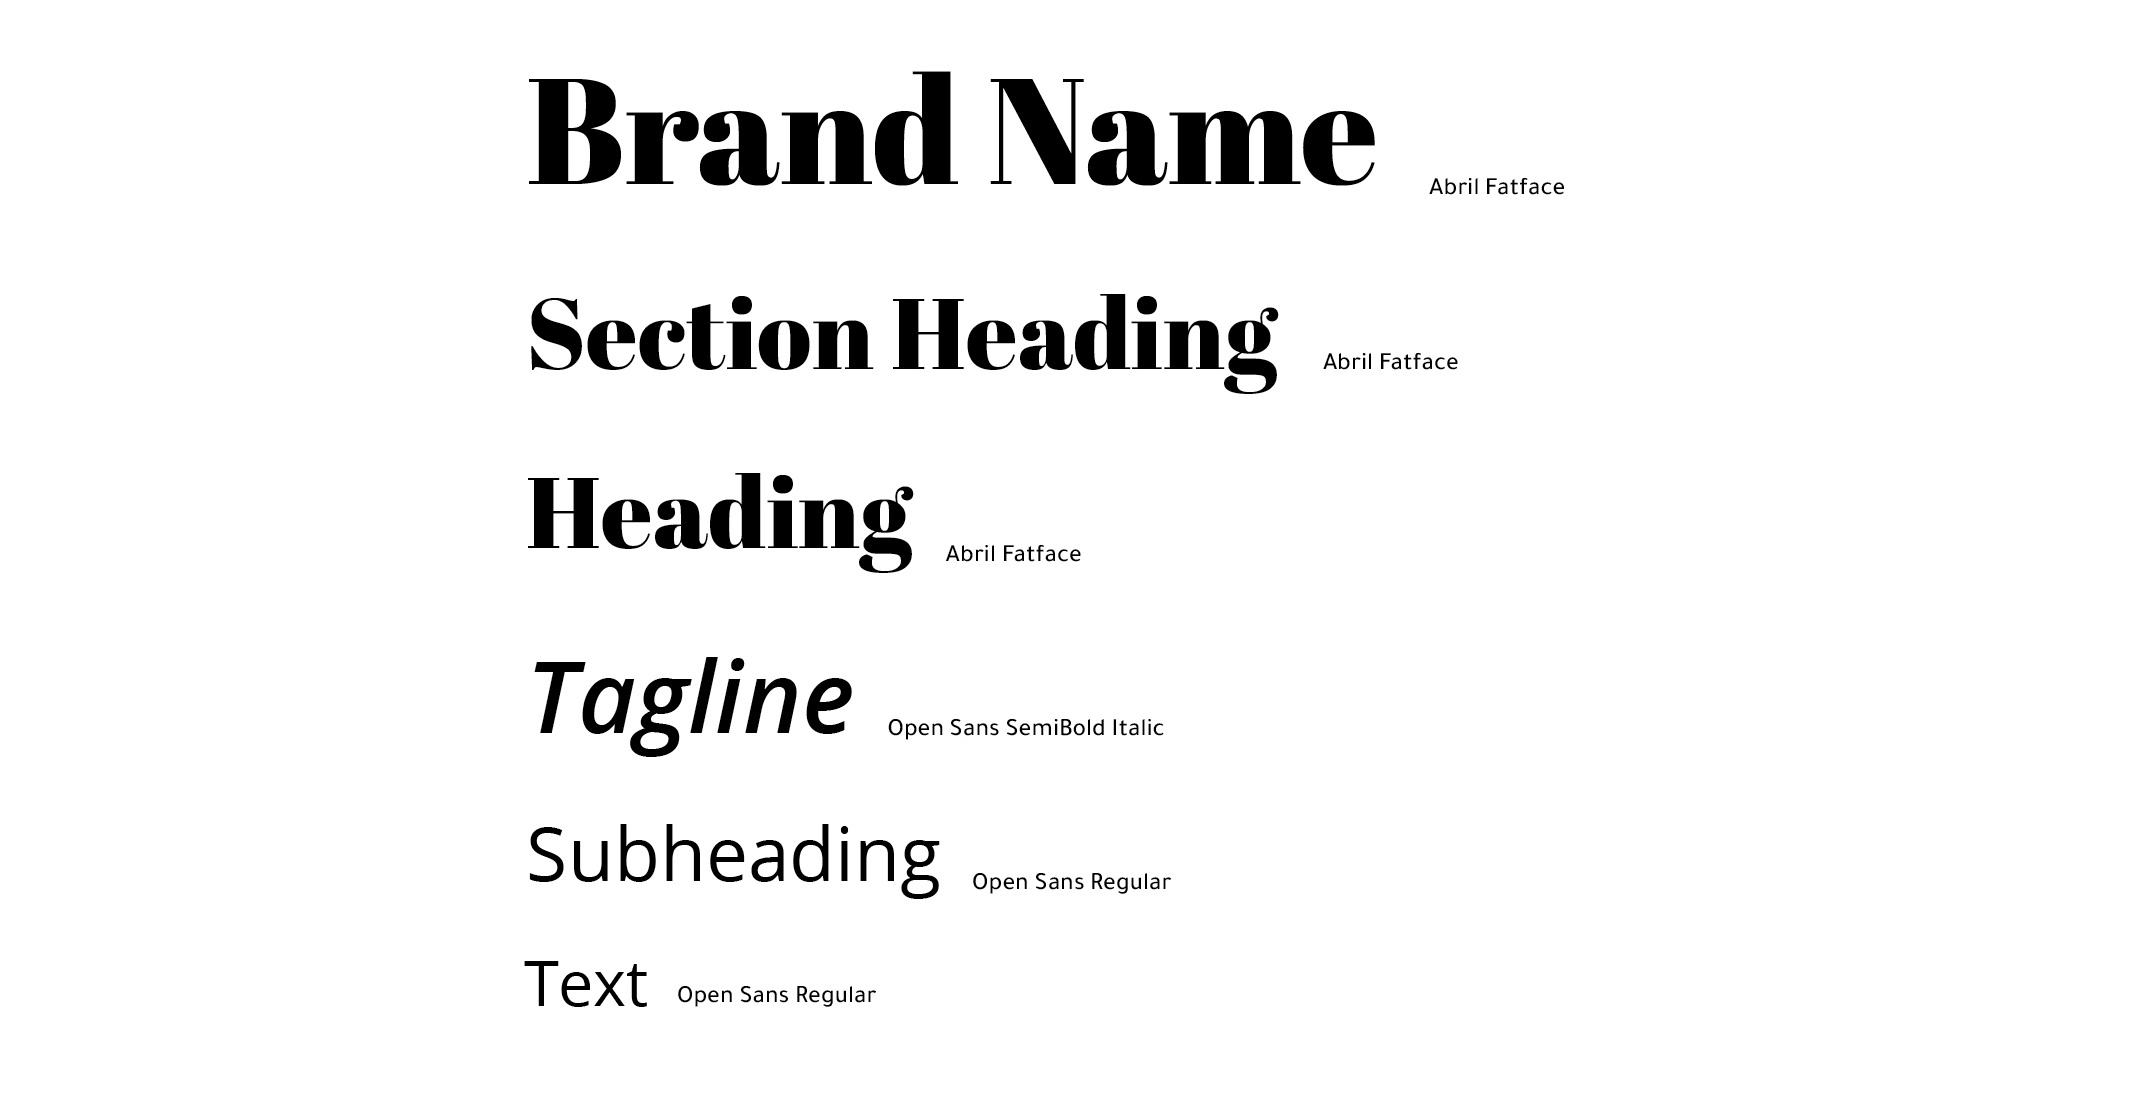 Brand Name Abril Fatface
Section Heading Abril Fatface
Heading Abril Fatface
Tagline Open Sans SemiBold Italic
Subheading Open Sans Regular
Text Open Sans Regular